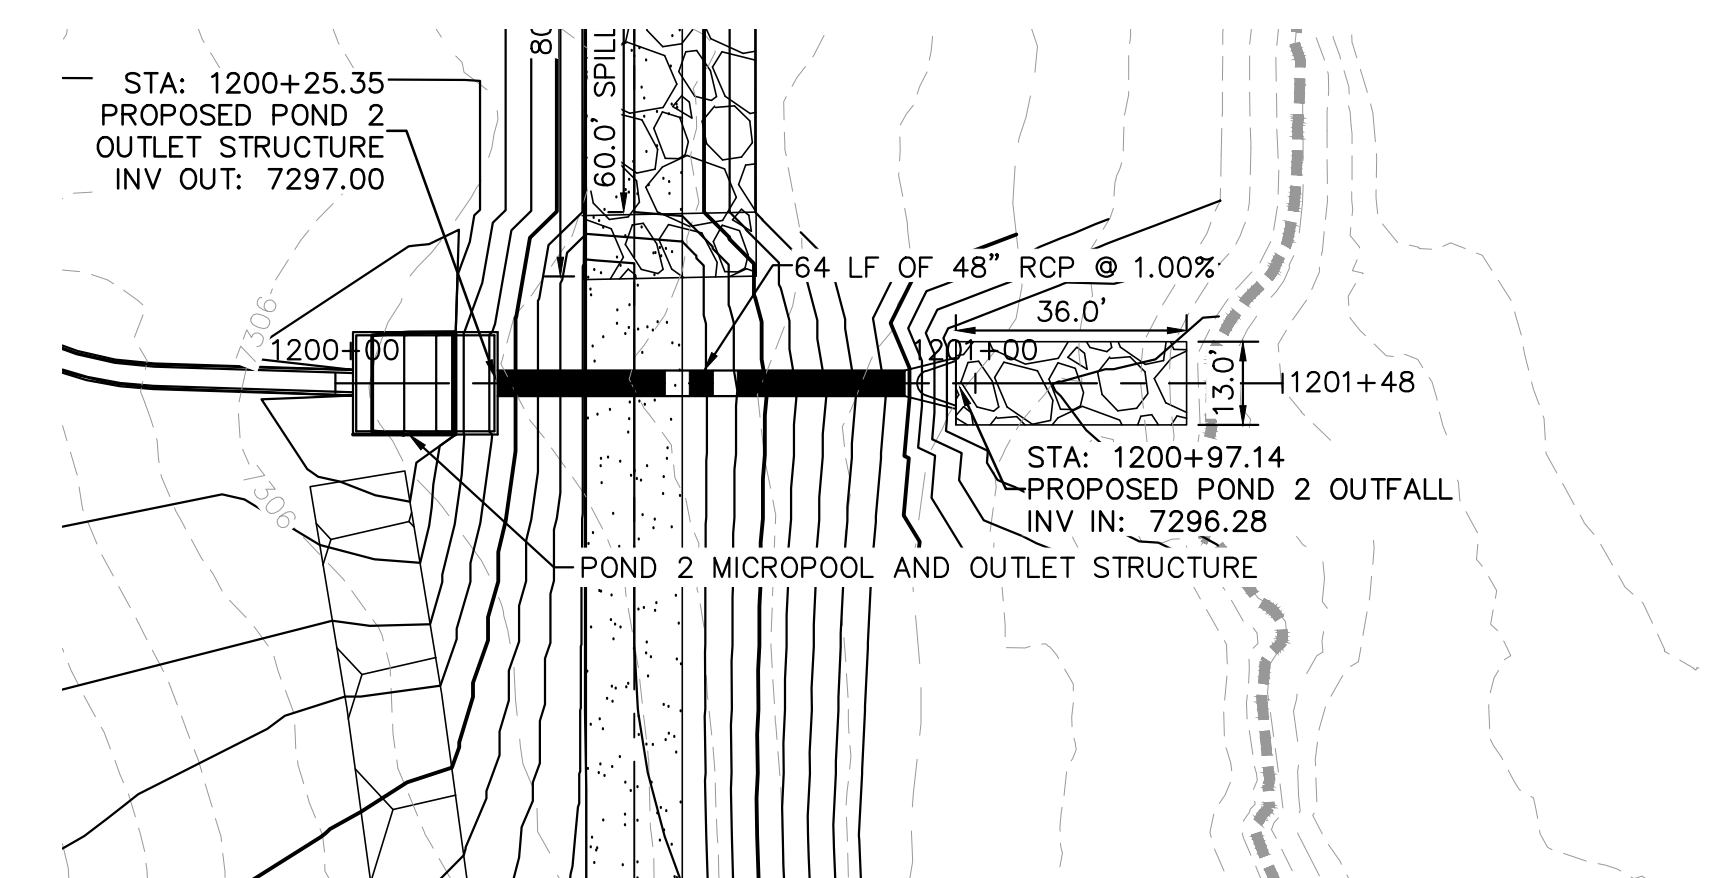 80
60.0' SPILL
STA: 1200+25.35
PROPOSED POND 2
OUTLET STRUCTURE
INV OUT: 7297.00
64 LF OF 48" RCP @ 1.00%
36.0'
7306
1200+00
1201+00
13.0'
1201+48
STA: 1200+97.14
PROPOSED POND 2 OUTFALL
INV IN: 7296.28
7306
POND 2 MICROPOOL AND OUTLET STRUCTURE